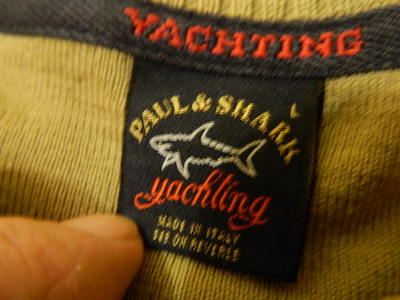 YACHTING
PAUL & SHARK
yachting
MADE IN ITALY
SEE ON REVERSE